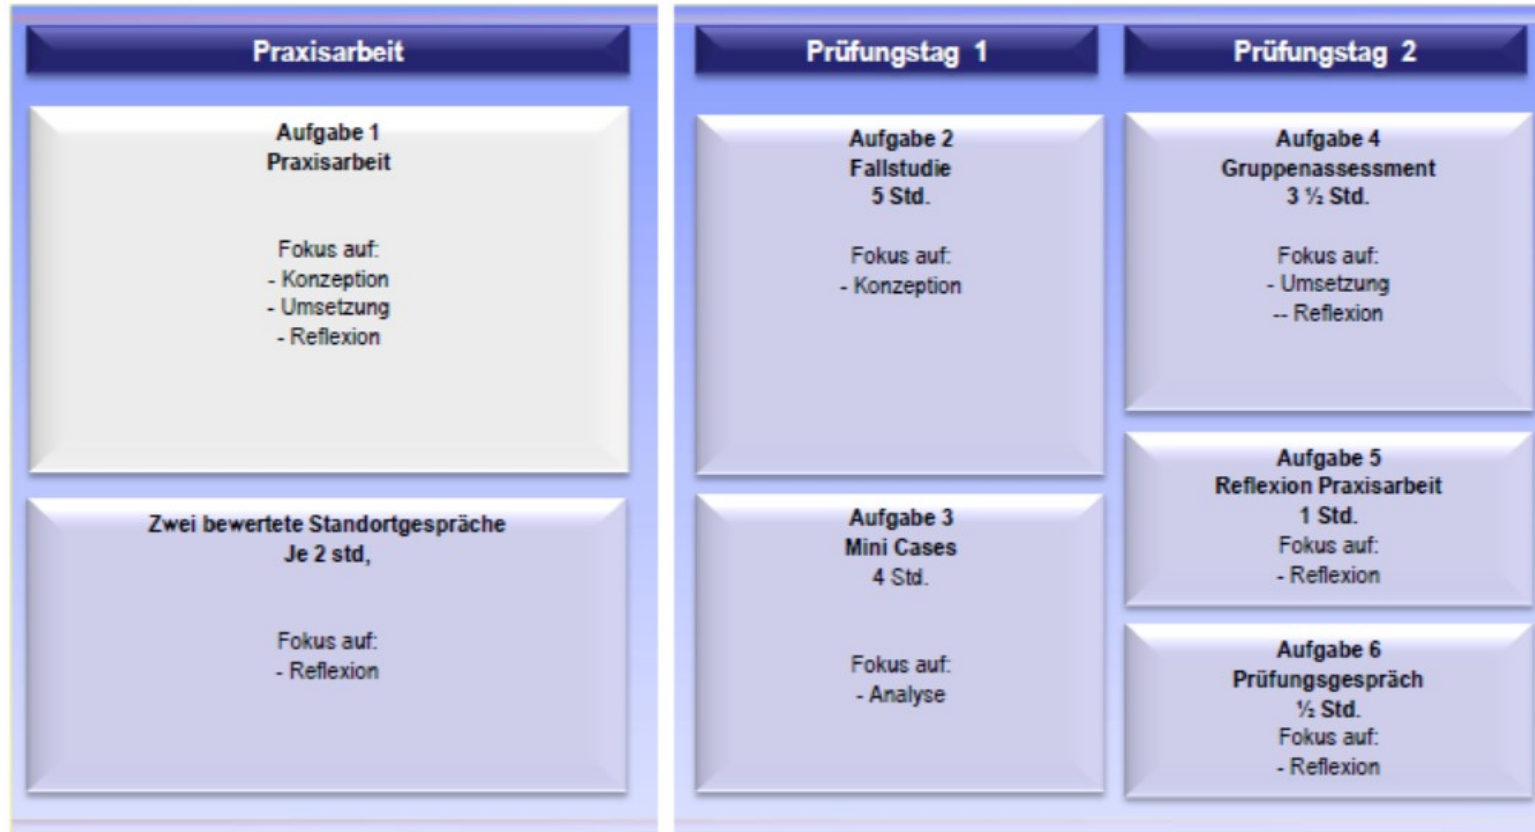 Praxisarbeit
Aufgabe 1
Praxisarbeit
Fokus auf:
- Konzeption
- Umsetzung
- Reflexion
Zwei bewertete Standortgespräche
Je 2 std,
Fokus auf:
- Reflexion
Prüfungstag 1
Aufgabe 2
Fallstudie
5 Std.
Fokus auf:
- Konzeption
Aufgabe 3
Mini Cases
4 Std.
Fokus auf:
- Analyse
Prüfungstag 2
Aufgabe 4
Gruppenassessment
3 ½ Std.
Fokus auf:
- Umsetzung
-- Reflexion
Aufgabe 5
Reflexion Praxisarbeit
1 Std.
Fokus auf:
- Reflexion
Aufgabe 6
Prüfungsgespräch
½ Std.
Fokus auf:
- Reflexion